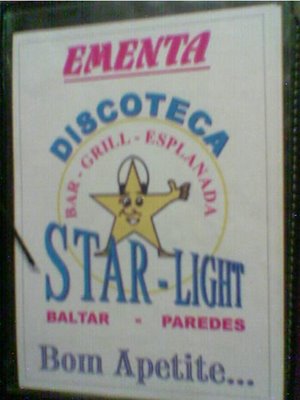 EMENTA
DISCOTECA
BAR - GRILL - ESPLANADA
STAR - LIGHT
BALTAR - PAREDES
Bom Apetite...